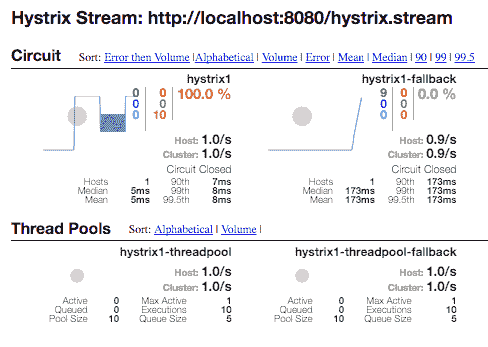 Hystrix Stream: http://localhost:8080/hystrix.stream
Circuit Sort: Error then Volume | Alphabetical | Volume | Error | Mean | Median | 90 | 99 | 99.5
hystrix1
0 0 100.0 %
0 0
0 10
Host: 1.0/s
Cluster: 1.0/s
Circuit Closed
Hosts 1 90th 7ms
Median 5ms 99th 8ms
Mean 5ms 99.5th 8ms
hystrix1-fallback
9 0 0.0 %
0 0
0 0
Host: 0.9/s
Cluster: 0.9/s
Circuit Closed
Hosts 1 90th 173ms
Median 173ms 99th 173ms
Mean 173ms 99.5th 173ms
Thread Pools Sort: Alphabetical | Volume |
hystrix1-threadpool
Host: 1.0/s
Cluster: 1.0/s
Active 0 Max Active 1
Queued 0 Executions 10
Pool Size 10 Queue Size 5
hystrix1-threadpool-fallback
Host: 1.0/s
Cluster: 1.0/s
Active 0 Max Active 1
Queued 0 Executions 10
Pool Size 10 Queue Size 5